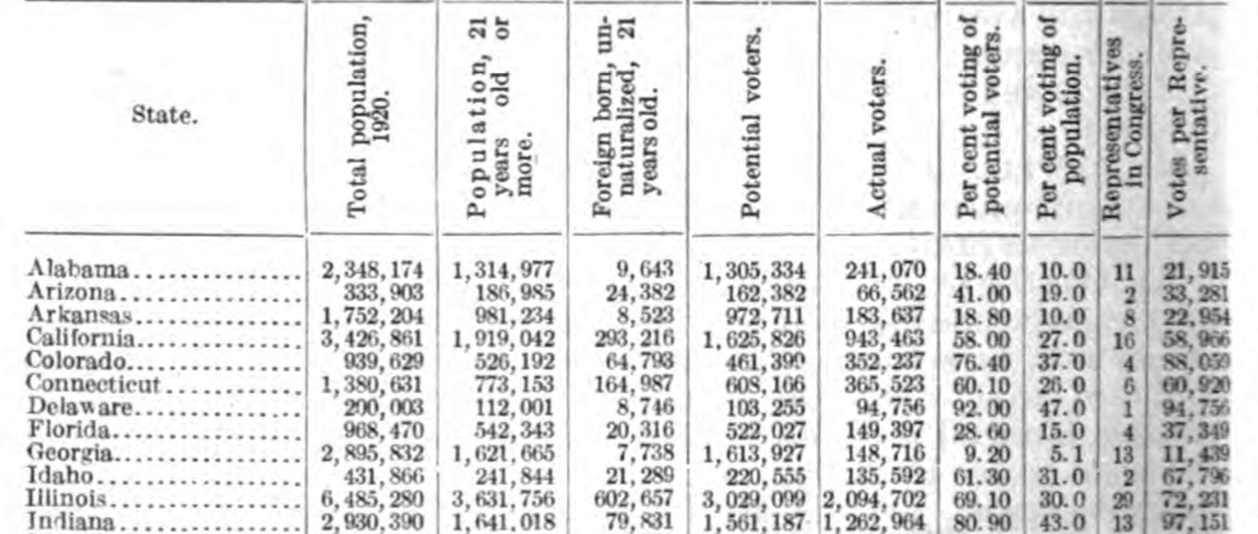 State. | Total population, 1920. | Population, 21 years old or more. | Foreign born, unnaturalized, 21 years old. | Potential voters. | Actual voters. | Per cent voting of potential voters. | Per cent voting of population. | Representatives in Congress. | Votes per Representative.
Alabama 2,348,174 1,314,977 9,643 1,305,334 241,070 18.40 10.0 11 21,915
Arizona 333,903 186,985 24,382 162,382 66,562 41.00 19.0 2 33,281
Arkansas 1,752,204 981,234 8,523 972,711 183,637 18.80 10.0 8 22,954
California 3,426,861 1,919,042 293,216 1,625,826 943,463 58.00 27.0 16 58,966
Colorado 939,629 526,192 64,793 461,399 352,237 76.40 37.0 4 88,059
Connecticut 1,380,631 773,153 164,987 608,166 365,523 60.10 26.0 6 60,920
Delaware 200,003 112,001 8,746 103,255 94,756 92.00 47.0 1 94,756
Florida 968,470 542,343 20,316 522,027 149,397 28.60 15.0 4 37,349
Georgia 2,895,832 1,621,665 7,738 1,613,927 148,716 9.20 5.1 13 11,439
Idaho 431,866 241,844 21,289 220,555 135,592 61.30 31.0 2 67,796
Illinois 6,485,280 3,631,756 602,657 3,029,099 2,094,702 69.10 30.0 29 72,231
Indiana 2,930,390 1,641,018 79,831 1,561,187 1,262,964 80.90 43.0 13 97,151